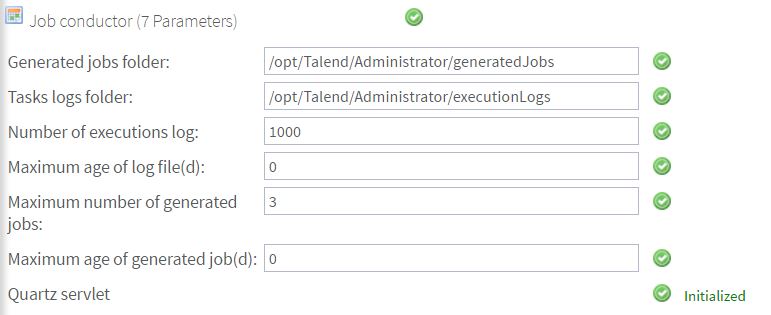 Job conductor (7 Parameters)
Generated jobs folder: /opt/Talend/Administrator/generatedJobs
Tasks logs folder: /opt/Talend/Administrator/executionLogs
Number of executions log: 1000
Maximum age of log file(d): 0
Maximum number of generated jobs: 3
Maximum age of generated job(d): 0
Quartz servlet Initialized